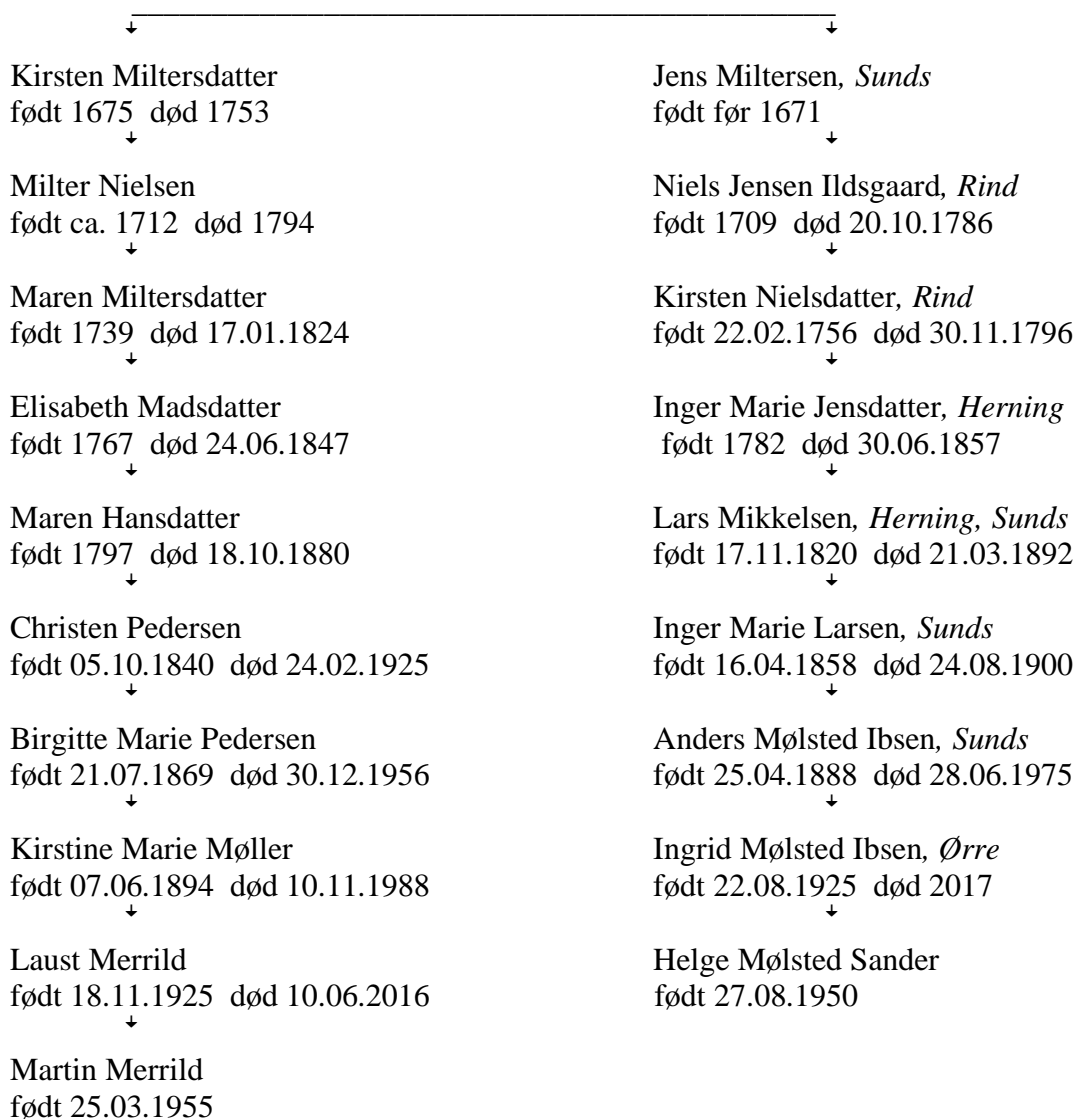 Kirsten Miltersdatter
født 1675 død 1753
Milter Nielsen
født ca. 1712 død 1794
Maren Miltersdatter
født 1739 død 17.01.1824
Elisabeth Madsdatter
født 1767 død 24.06.1847
Maren Hansdatter
født 1797 død 18.10.1880
Christen Pedersen
født 05.10.1840 død 24.02.1925
Birgitte Marie Pedersen
født 21.07.1869 død 30.12.1956
Kirstine Marie Møller
født 07.06.1894 død 10.11.1988
Laust Merrild
født 18.11.1925 død 10.06.2016
Martin Merrild
født 25.03.1955
Jens Miltersen, Sunds
født før 1671
Niels Jensen Ildsgaard, Rind
født 1709 død 20.10.1786
Kirsten Nielsdatter, Rind
født 22.02.1756 død 30.11.1796
Inger Marie Jensdatter, Herning
født 1782 død 30.06.1857
Lars Mikkelsen, Herning, Sunds
født 17.11.1820 død 21.03.1892
Inger Marie Larsen, Sunds
født 16.04.1858 død 24.08.1900
Anders Mølsted Ibsen, Sunds
født 25.04.1888 død 28.06.1975
Ingrid Mølsted Ibsen, Ørre
født 22.08.1925 død 2017
Helge Mølsted Sander
født 27.08.1950